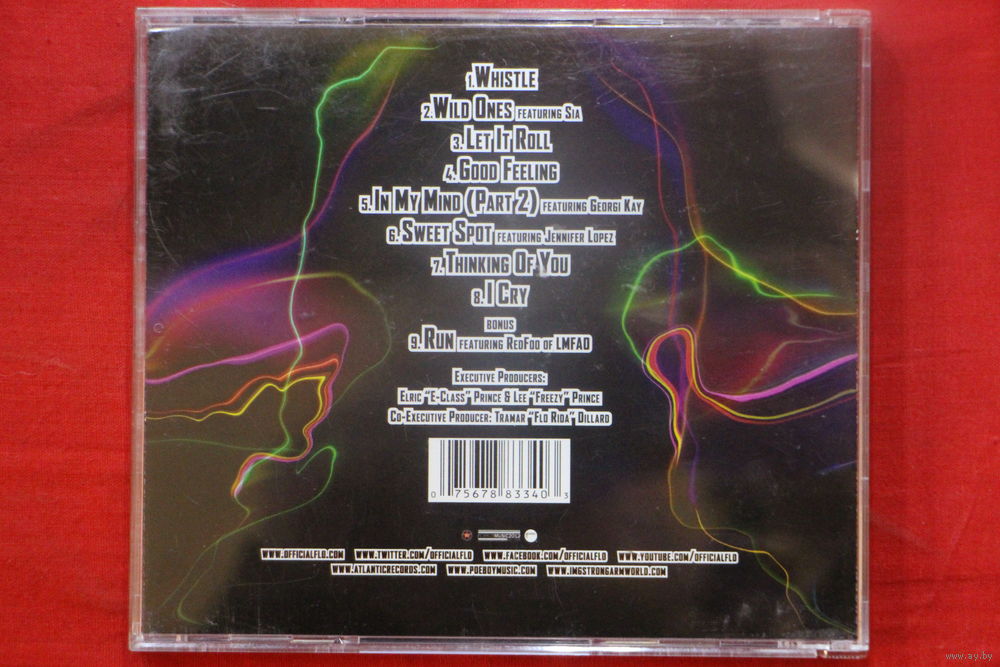 1. Whistle
2. Wild Ones featuring Sia
3. Let It Roll
4. Good Feeling
5. In My Mind (Part 2) featuring Georgi Kay
6. Sweet Spot featuring Jennifer Lopez
7. Thinking Of You
8. I Cry
Bonus
9. Run featuring RedFoo of LMFAO
Executive Producers:
Elric "E-Class" Prince & Lee "Freezy" Prince
Co-Executive Producer: Tramar "Flo Rida" Dillard
0 75678 83340 3
www.officialflo.com www.twitter.com/officialflo www.facebook.com/officialflo www.youtube.com/officialflo
www.atlanticrecords.com www.poeboymusic.com www.imgstrongarmworld.com
www.ay.by